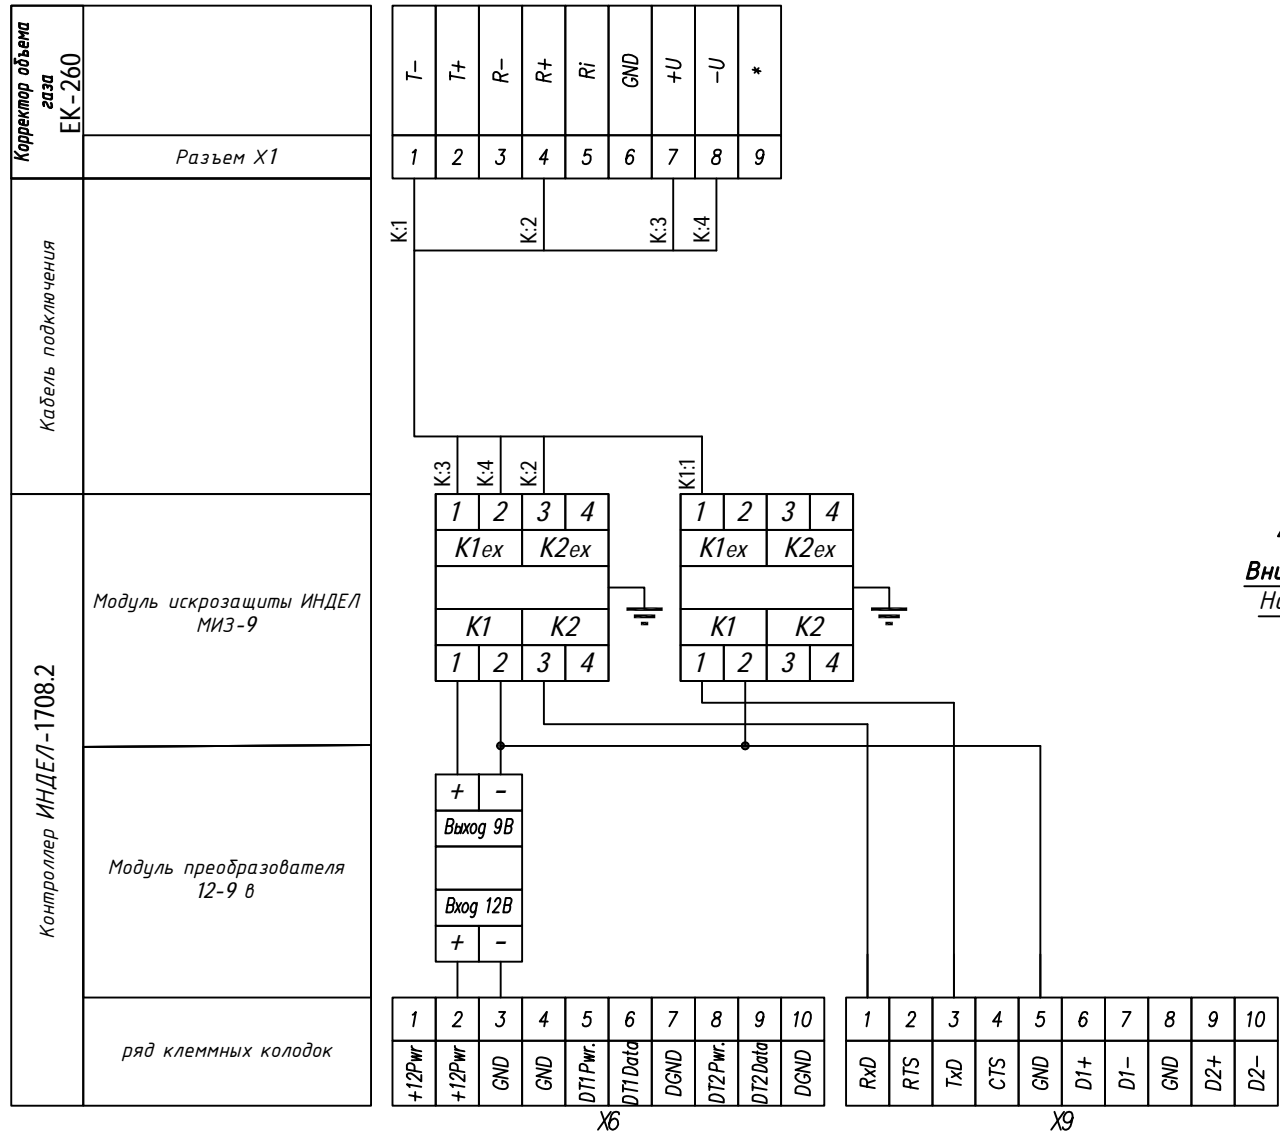 Корректор объема
газа
ЕК-260
Разъем X1
T- T+ R- R+ Ri GND +U -U *
1 2 3 4 5 6 7 8 9
Кабель подключения
K:1 K:2 K:3 K:4
K:3 K:4 K:2 K1:1
Контроллер ИНДЕЛ-1708.2
Модуль искрозащиты ИНДЕЛ
МИЗ-9
1 2 3 4 1 2 3 4
K1ex K2ex K1ex K2ex
K1 K2 K1 K2
1 2 3 4 1 2 3 4
Модуль преобразователя
12-9 в
+ -
Выход 9В
Вход 12В
+ -
ряд клеммных колодок
1 2 3 4 5 6 7 8 9 10
+12Pwr +12Pwr GND GND DT1Pwr. DT1Data DGND DT2Pwr. DT2Data DGND
X6
1 2 3 4 5 6 7 8 9 10
RxD RTS TxD CTS GND D1+ D1- GND D2+ D2-
X9